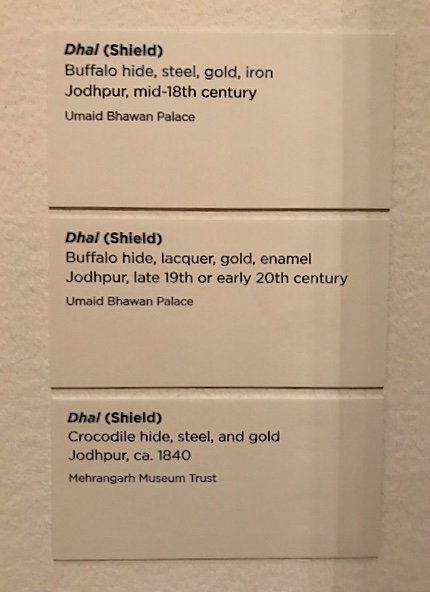 Dhal (Shield)
Buffalo hide, steel, gold, iron
Jodhpur, mid-18th century
Umaid Bhawan Palace
Dhal (Shield)
Buffalo hide, lacquer, gold, enamel
Jodhpur, late 19th or early 20th century
Umaid Bhawan Palace
Dhal (Shield)
Crocodile hide, steel, and gold
Jodhpur, ca. 1840
Mehrangarh Museum Trust